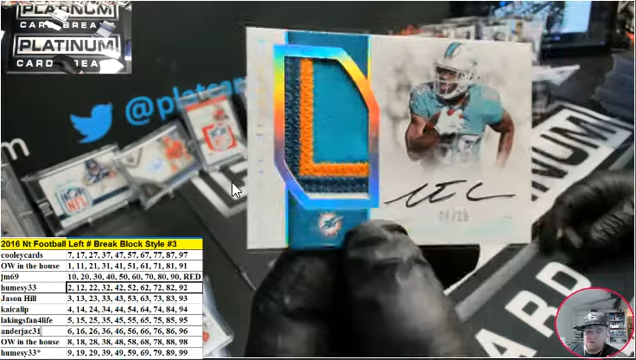 PLATINUM
CARD BREAK
PLATINUM
CARD BREAK
2016 Nt Football Left # Break Block Style #3
cooleycards 7, 17, 27, 37, 47, 57, 67, 77, 87, 97
OW in the house 1, 11, 21, 31, 41, 51, 61, 71, 81, 91
jm69 10, 20, 30, 40, 50, 60, 70, 80, 90, RED
humesy33 2, 12, 22, 32, 42, 52, 62, 72, 82, 92
Jason Hill 3, 13, 23, 33, 43, 53, 63, 73, 83, 93
kaicalip 4, 14, 24, 34, 44, 54, 64, 74, 84, 94
lakingsfan4life 5, 15, 25, 35, 45, 55, 65, 75, 85, 95
anderjac31 6, 16, 26, 36, 46, 56, 66, 76, 86, 96
OW in the house 8, 18, 28, 38, 48, 58, 68, 78, 88, 98
humesy33* 9, 19, 29, 39, 49, 59, 69, 79, 89, 99